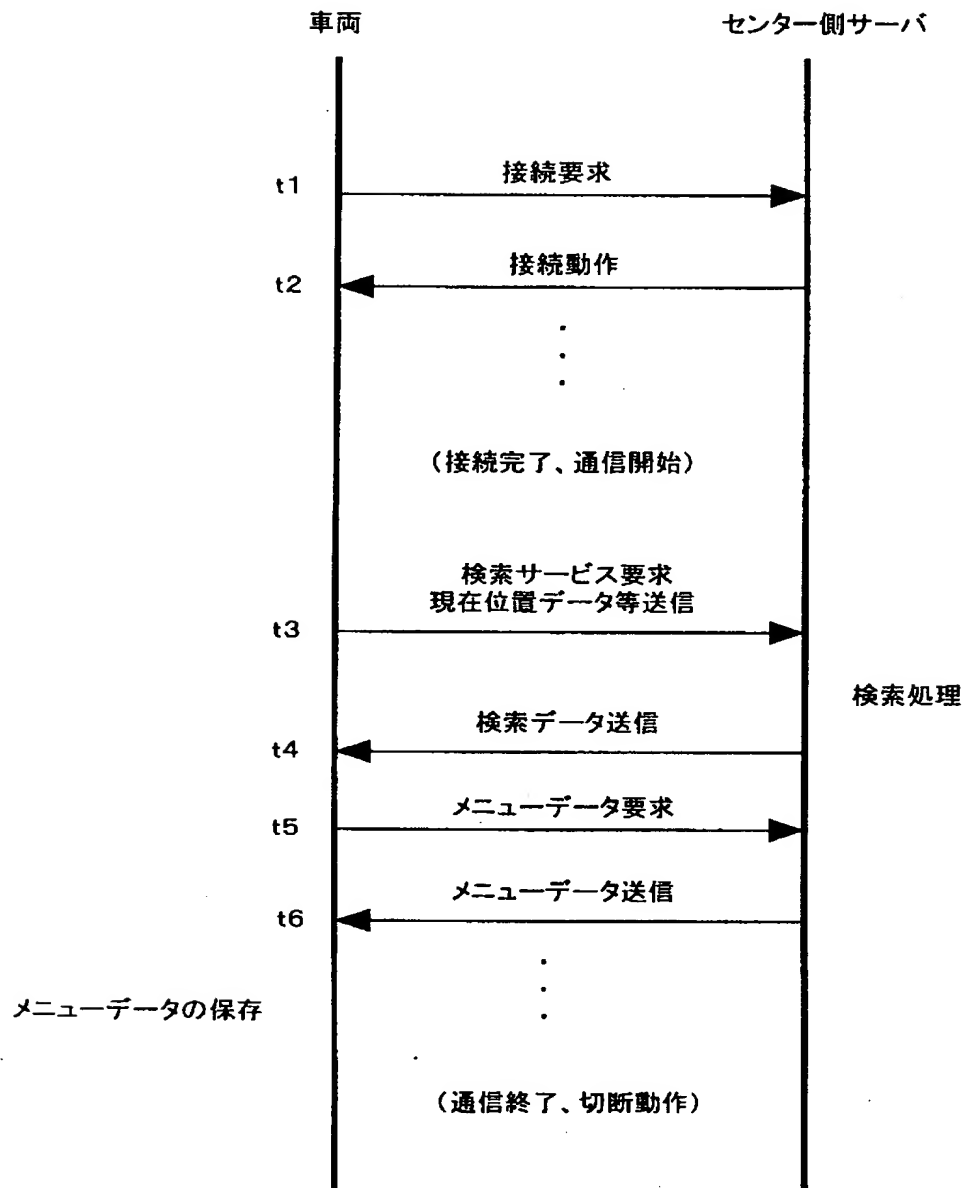 車両
センター側サーバ
t1
接続要求
t2
接続動作
(接続完了、通信開始)
検索サービス要求
現在位置データ等送信
t3
検索処理
検索データ送信
t4
メニューデータ要求
t5
メニューデータ送信
t6
メニューデータの保存
(通信終了、切断動作)